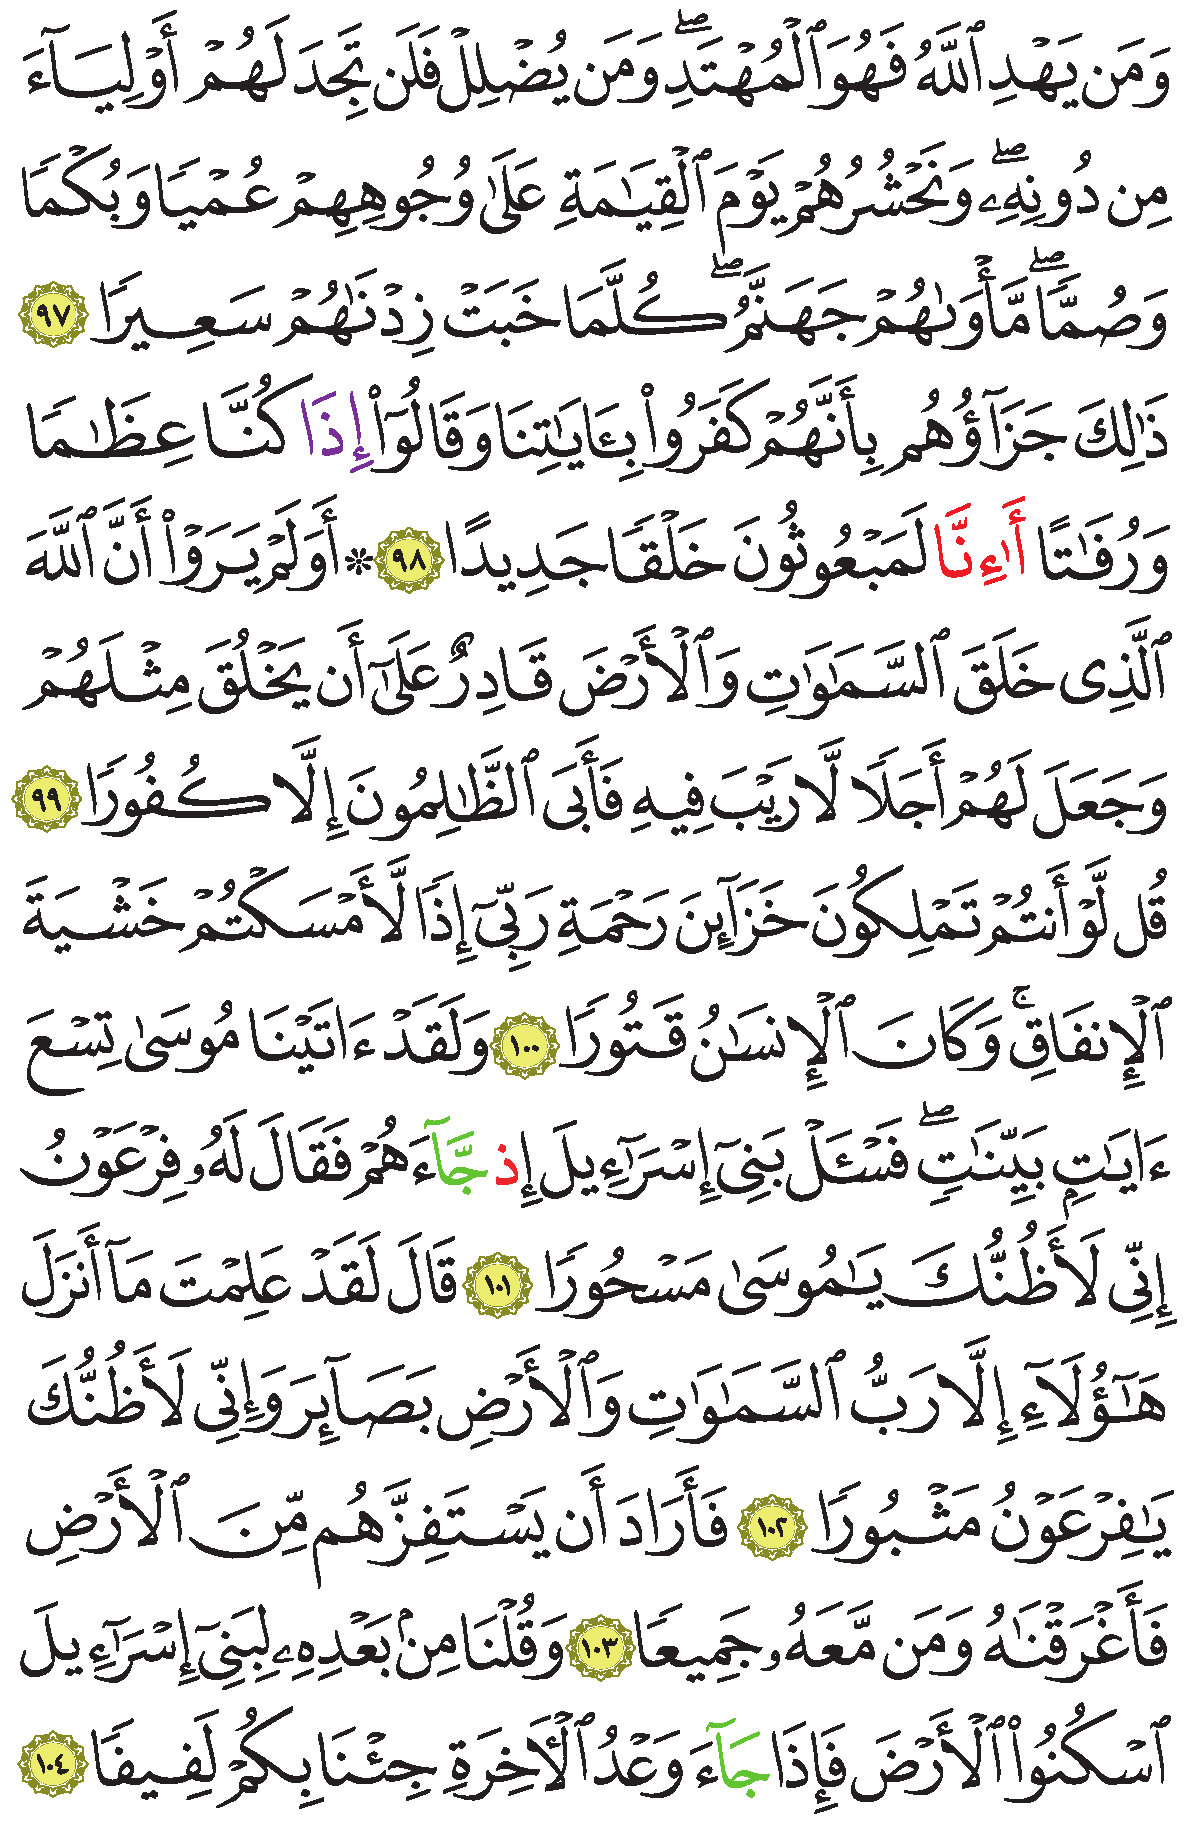 وَمَن يَهْدِ ٱللَّهُ فَهُوَ ٱلْمُهْتَدِۖ وَمَن يُضْلِلْ فَلَن تَجِدَ لَهُمْ أَوْلِيَآءَ
مِن دُونِهِۦۖ وَنَحْشُرُهُمْ يَوْمَ ٱلْقِيَٰمَةِ عَلَىٰ وُجُوهِهِمْ عُمْيًا وَبُكْمًا
وَصُمًّاۖ مَّأْوَىٰهُمْ جَهَنَّمُۖ كُلَّمَا خَبَتْ زِدْنَٰهُمْ سَعِيرًا ٩٧
ذَٰلِكَ جَزَآؤُهُم بِأَنَّهُمْ كَفَرُوا۟ بِـَٔايَٰتِنَا وَقَالُوٓا۟ إِذَا كُنَّا عِظَٰمًا
وَرُفَٰتًا أَاءِنَّا لَمَبْعُوثُونَ خَلْقًا جَدِيدًا ٩٨ ۞ أَوَلَمْ يَرَوْا۟ أَنَّ ٱللَّهَ
ٱلَّذِى خَلَقَ ٱلسَّمَٰوَٰتِ وَٱلْأَرْضَ قَادِرٌ عَلَىٰٓ أَن يَخْلُقَ مِثْلَهُمْ
وَجَعَلَ لَهُمْ أَجَلًا لَّا رَيْبَ فِيهِ فَأَبَى ٱلظَّٰلِمُونَ إِلَّا كُفُورًا ٩٩
قُل لَّوْ أَنتُمْ تَمْلِكُونَ خَزَآئِنَ رَحْمَةِ رَبِّىٓ إِذًا لَّأَمْسَكْتُمْ خَشْيَةَ
ٱلْإِنفَاقِۚ وَكَانَ ٱلْإِنسَٰنُ قَتُورًا ١٠٠ وَلَقَدْ ءَاتَيْنَا مُوسَىٰ تِسْعَ
ءَايَٰتٍۭ بَيِّنَٰتٍۖ فَسْـَٔلْ بَنِىٓ إِسْرَٰٓءِيلَ إِذ جَّآءَهُمْ فَقَالَ لَهُۥ فِرْعَوْنُ
إِنِّى لَأَظُنُّكَ يَٰمُوسَىٰ مَسْحُورًا ١٠١ قَالَ لَقَدْ عَلِمْتَ مَآ أَنزَلَ
هَٰٓؤُلَآءِ إِلَّا رَبُّ ٱلسَّمَٰوَٰتِ وَٱلْأَرْضِ بَصَآئِرَ وَإِنِّى لَأَظُنُّكَ
يَٰفِرْعَوْنُ مَثْبُورًا ١٠٢ فَأَرَادَ أَن يَسْتَفِزَّهُم مِّنَ ٱلْأَرْضِ
فَأَغْرَقْنَٰهُ وَمَن مَّعَهُۥ جَمِيعًا ١٠٣ وَقُلْنَا مِنۢ بَعْدِهِۦ لِبَنِىٓ إِسْرَٰٓءِيلَ
ٱسْكُنُوا۟ ٱلْأَرْضَ فَإِذَا جَآءَ وَعْدُ ٱلْـَٔاخِرَةِ جِئْنَا بِكُمْ لَفِيفًا ١٠٤